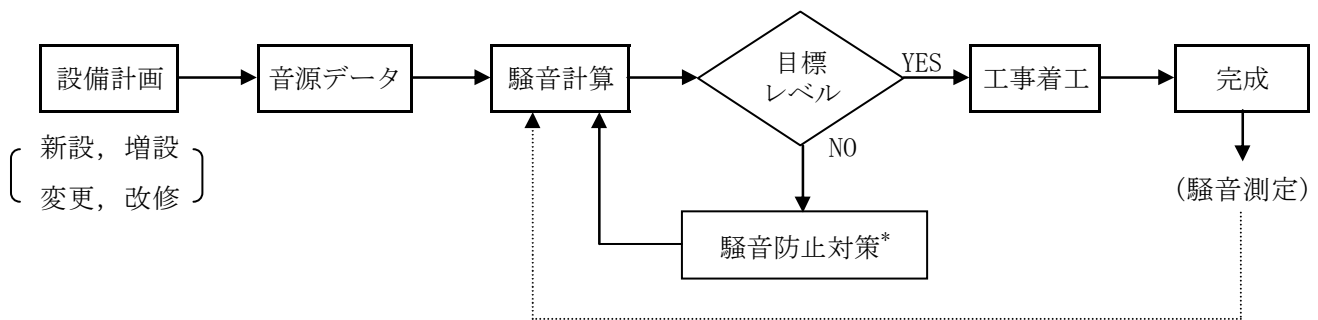 設備計画
音源データ
騒音計算
目標
レベル
YES
工事着工
完成
新設，増設
変更，改修
NO
(騒音測定)
騒音防止対策*